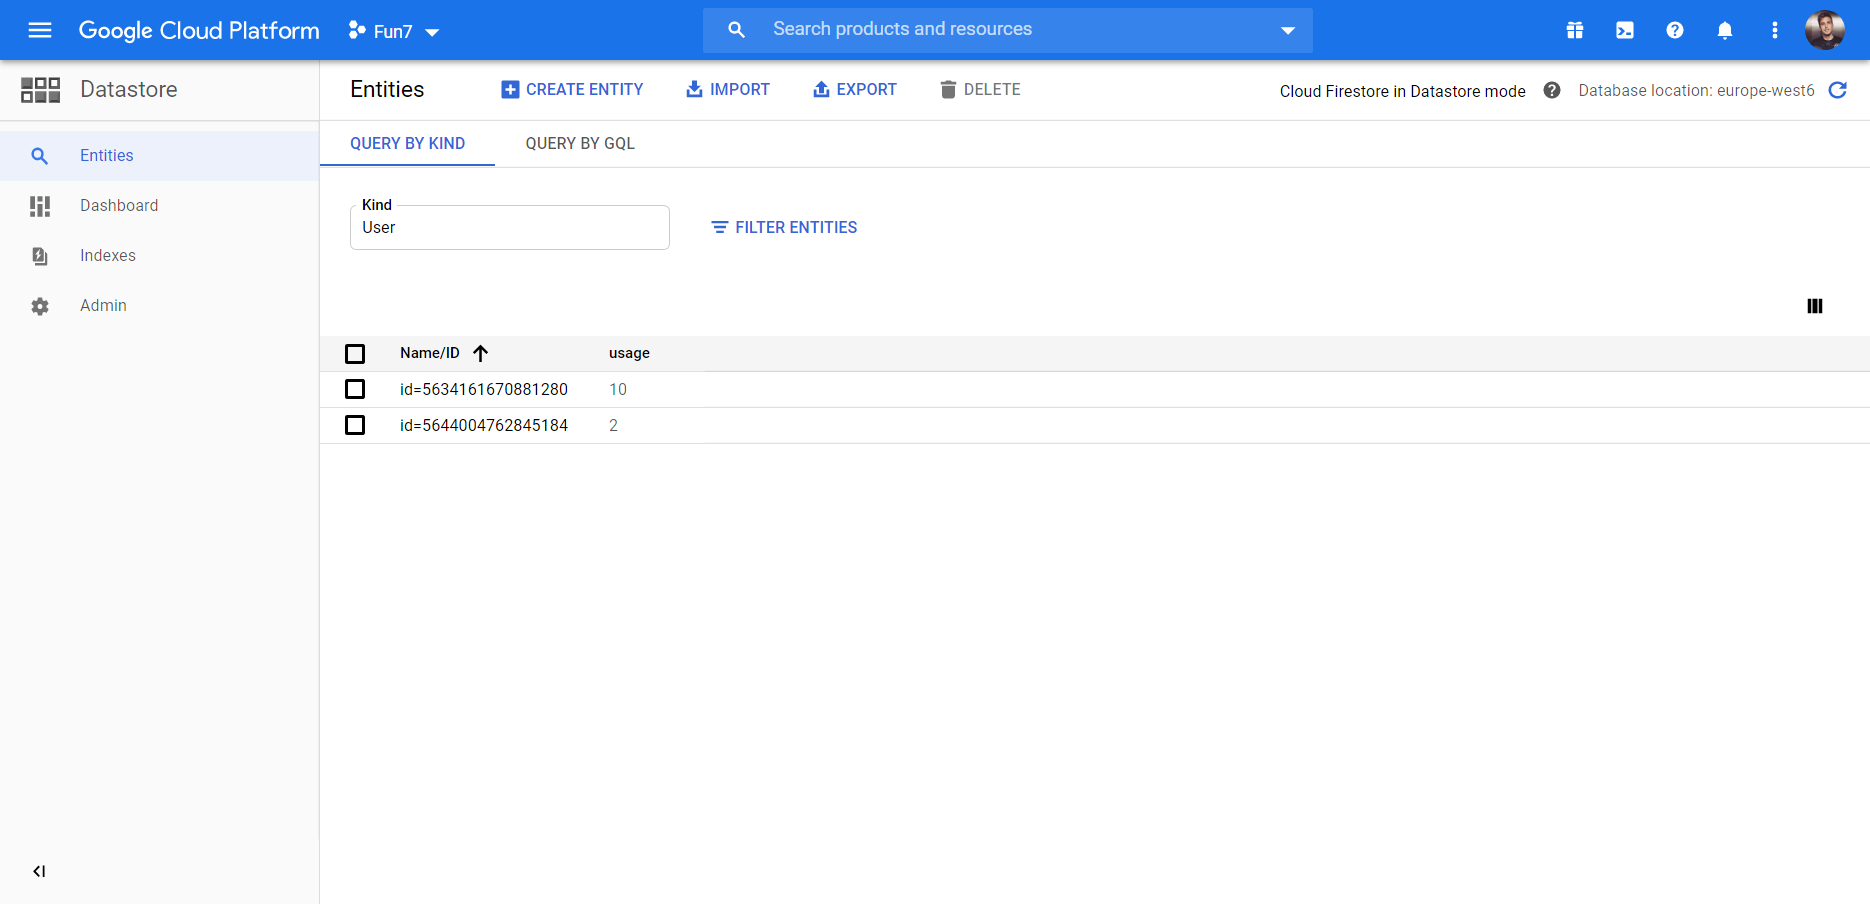 Google Cloud Platform Fun7 Search products and resources
Datastore
Entities CREATE ENTITY IMPORT EXPORT DELETE Cloud Firestore in Datastore mode Database location: europe-west6
Entities
Dashboard
Indexes
Admin
QUERY BY KIND QUERY BY GQL
Kind
User
FILTER ENTITIES
Name/ID usage
id=5634161670881280 10
id=5644004762845184 2